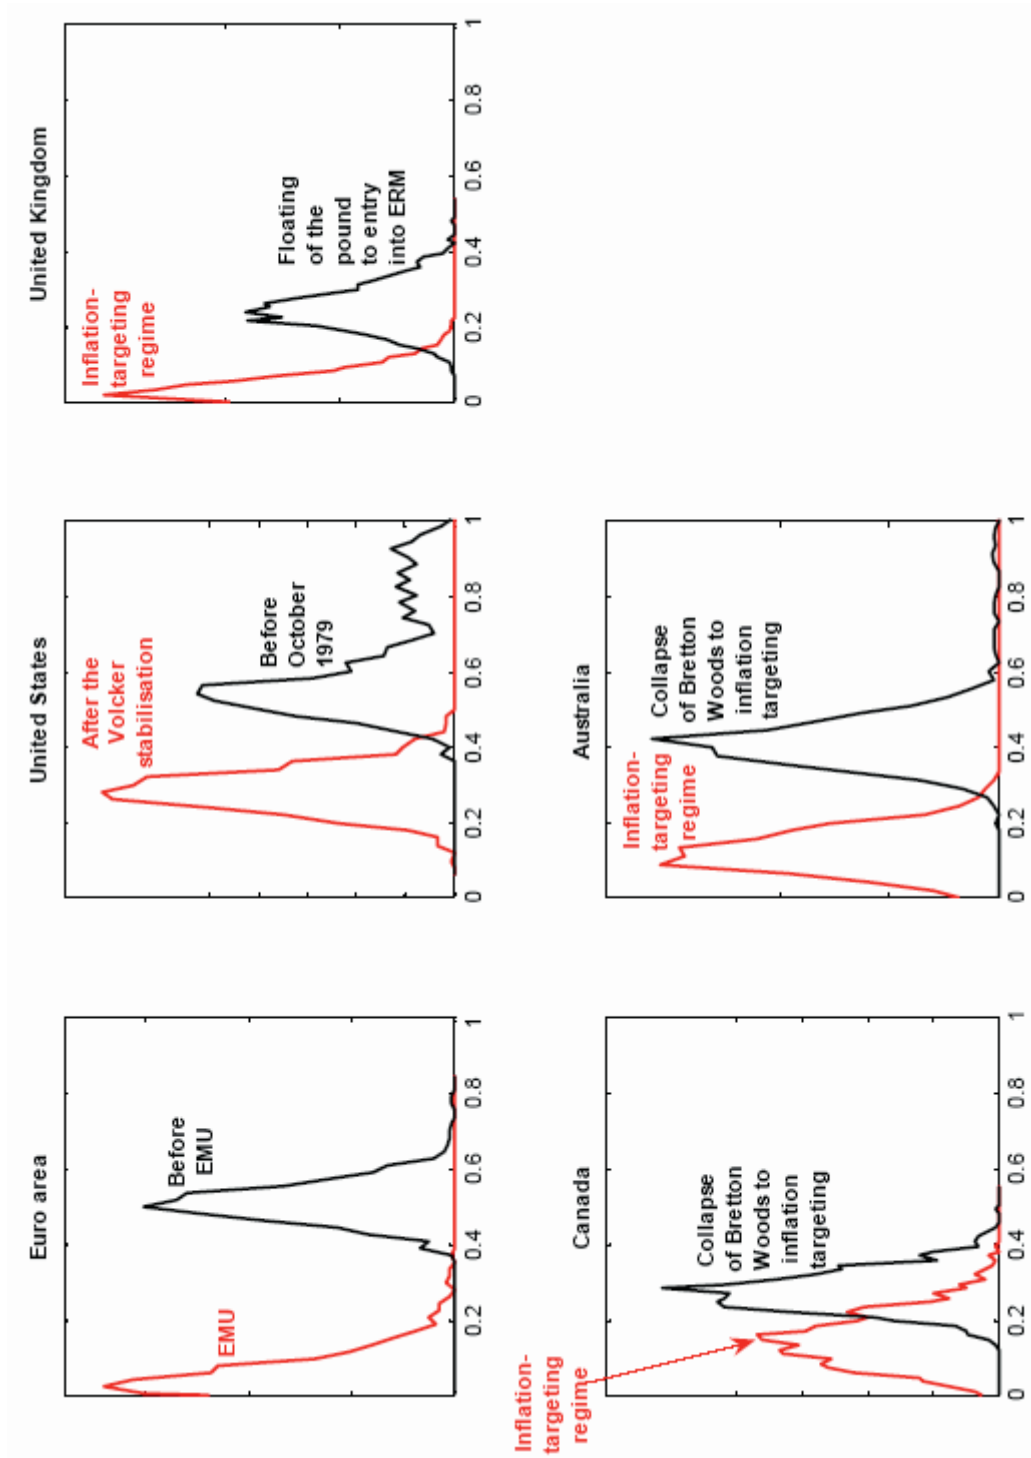 Euro area
EMU
Before
EMU
0
0.2
0.4
0.6
0.8
1
United States
After the
Volcker
stabilisation
Before
October
1979
0
0.2
0.4
0.6
0.8
1
United Kingdom
Inflation-
targeting
regime
Floating
of the
pound
to entry
into ERM
0
0.2
0.4
0.6
0.8
1
Canada
Inflation-
targeting
regime
Collapse
of Bretton
Woods to
inflation
targeting
0
0.2
0.4
0.6
0.8
1
Australia
Inflation-
targeting
regime
Collapse
of Bretton
Woods to
inflation
targeting
0
0.2
0.4
0.6
0.8
1